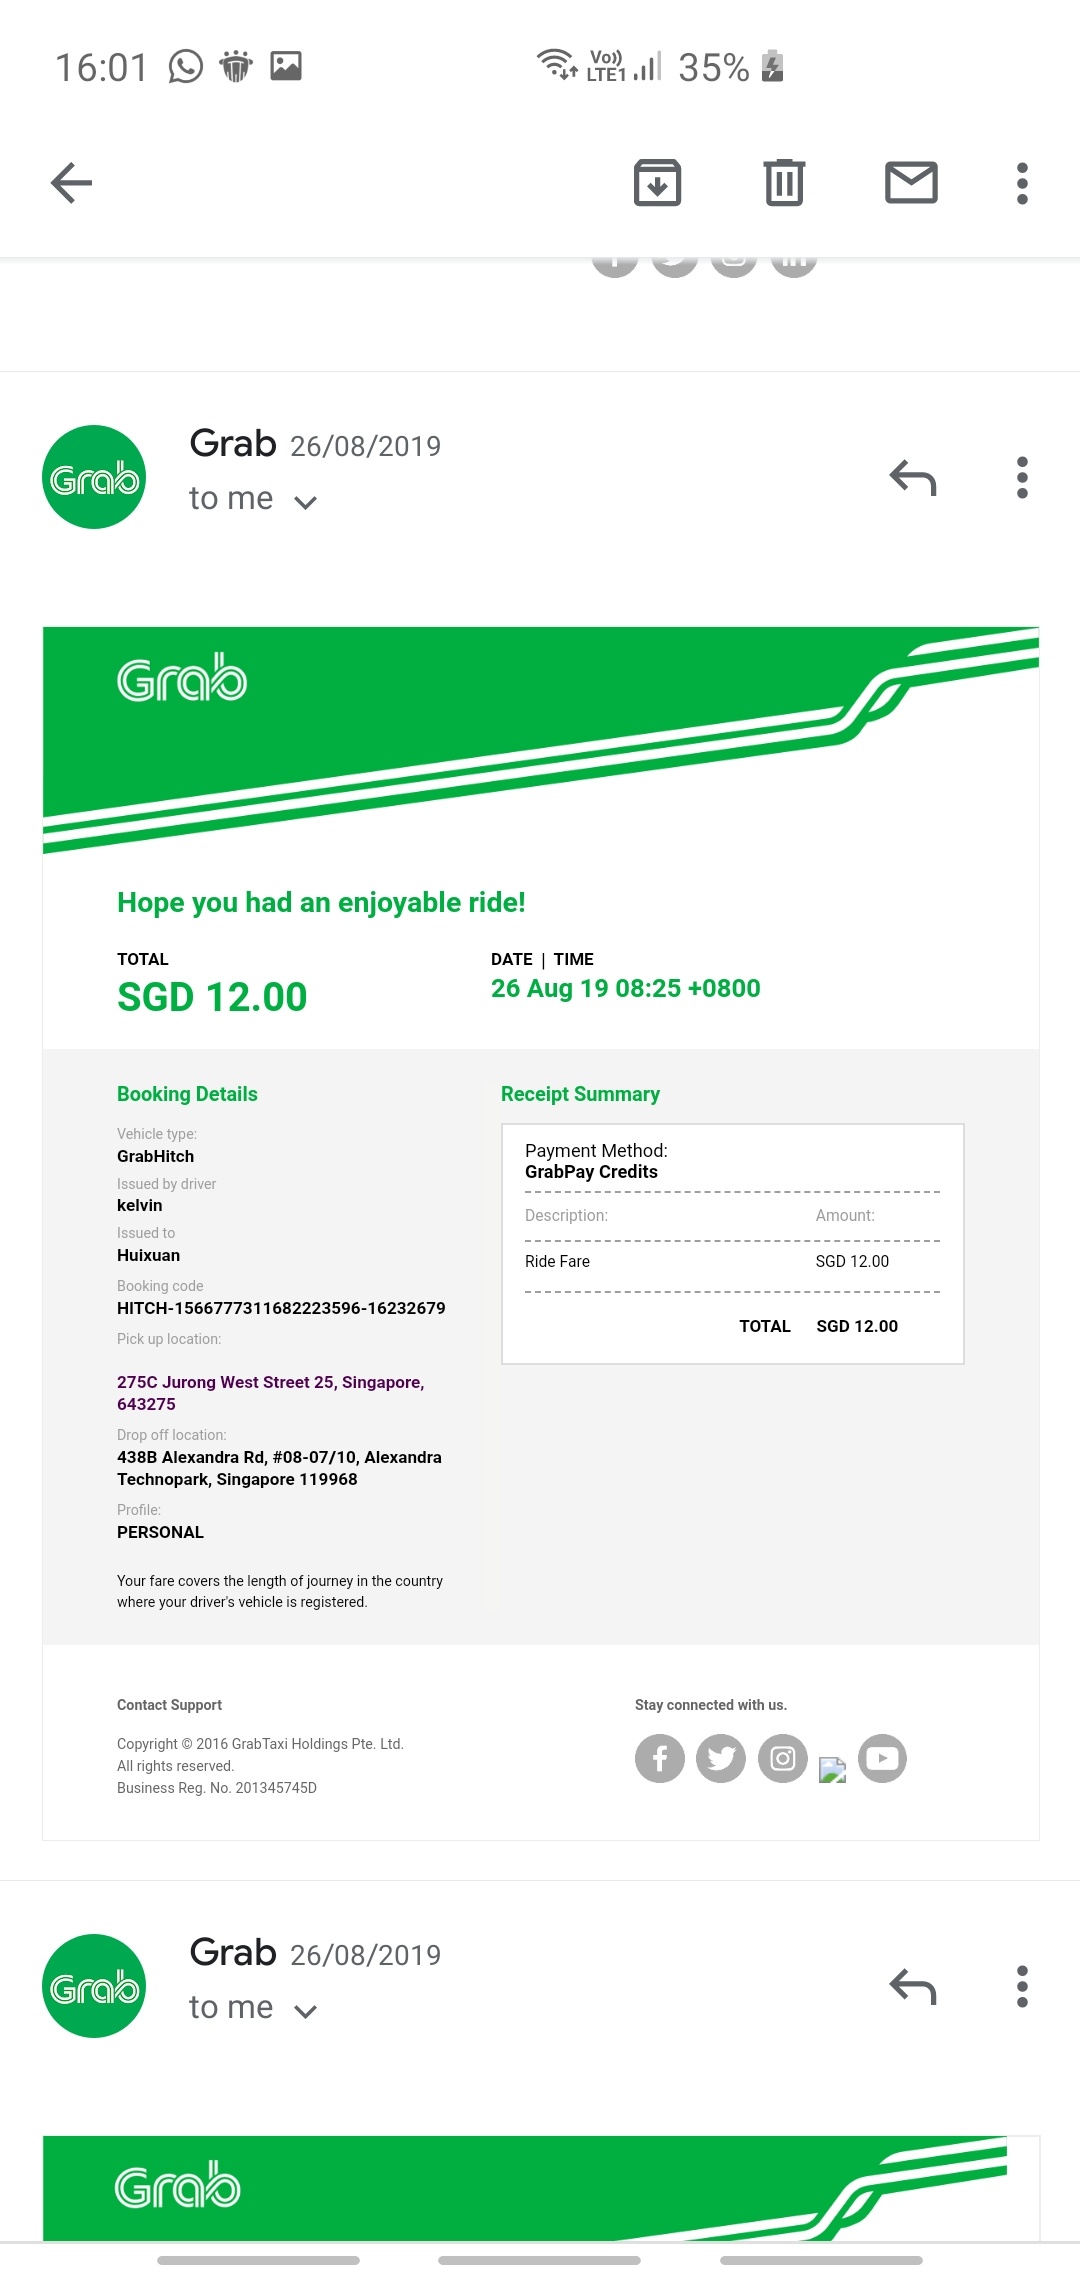 16:01
Vo))
LTE1
35%
Grab 26/08/2019
to me
Grab
Grab
Hope you had an enjoyable ride!
TOTAL
SGD 12.00
DATE | TIME
26 Aug 19 08:25 +0800
Booking Details
Vehicle type:
GrabHitch
Issued by driver
kelvin
Issued to
Huixuan
Booking code
HITCH-1566777311682223596-16232679
Pick up location:
275C Jurong West Street 25, Singapore,
643275
Drop off location:
438B Alexandra Rd, #08-07/10, Alexandra
Technopark, Singapore 119968
Profile:
PERSONAL
Your fare covers the length of journey in the country
where your driver's vehicle is registered.
Receipt Summary
Payment Method:
GrabPay Credits
Description: Amount:
Ride Fare SGD 12.00
TOTAL SGD 12.00
Contact Support
Copyright © 2016 GrabTaxi Holdings Pte. Ltd.
All rights reserved.
Business Reg. No. 201345745D
Stay connected with us.
Grab 26/08/2019
to me
Grab
Grab